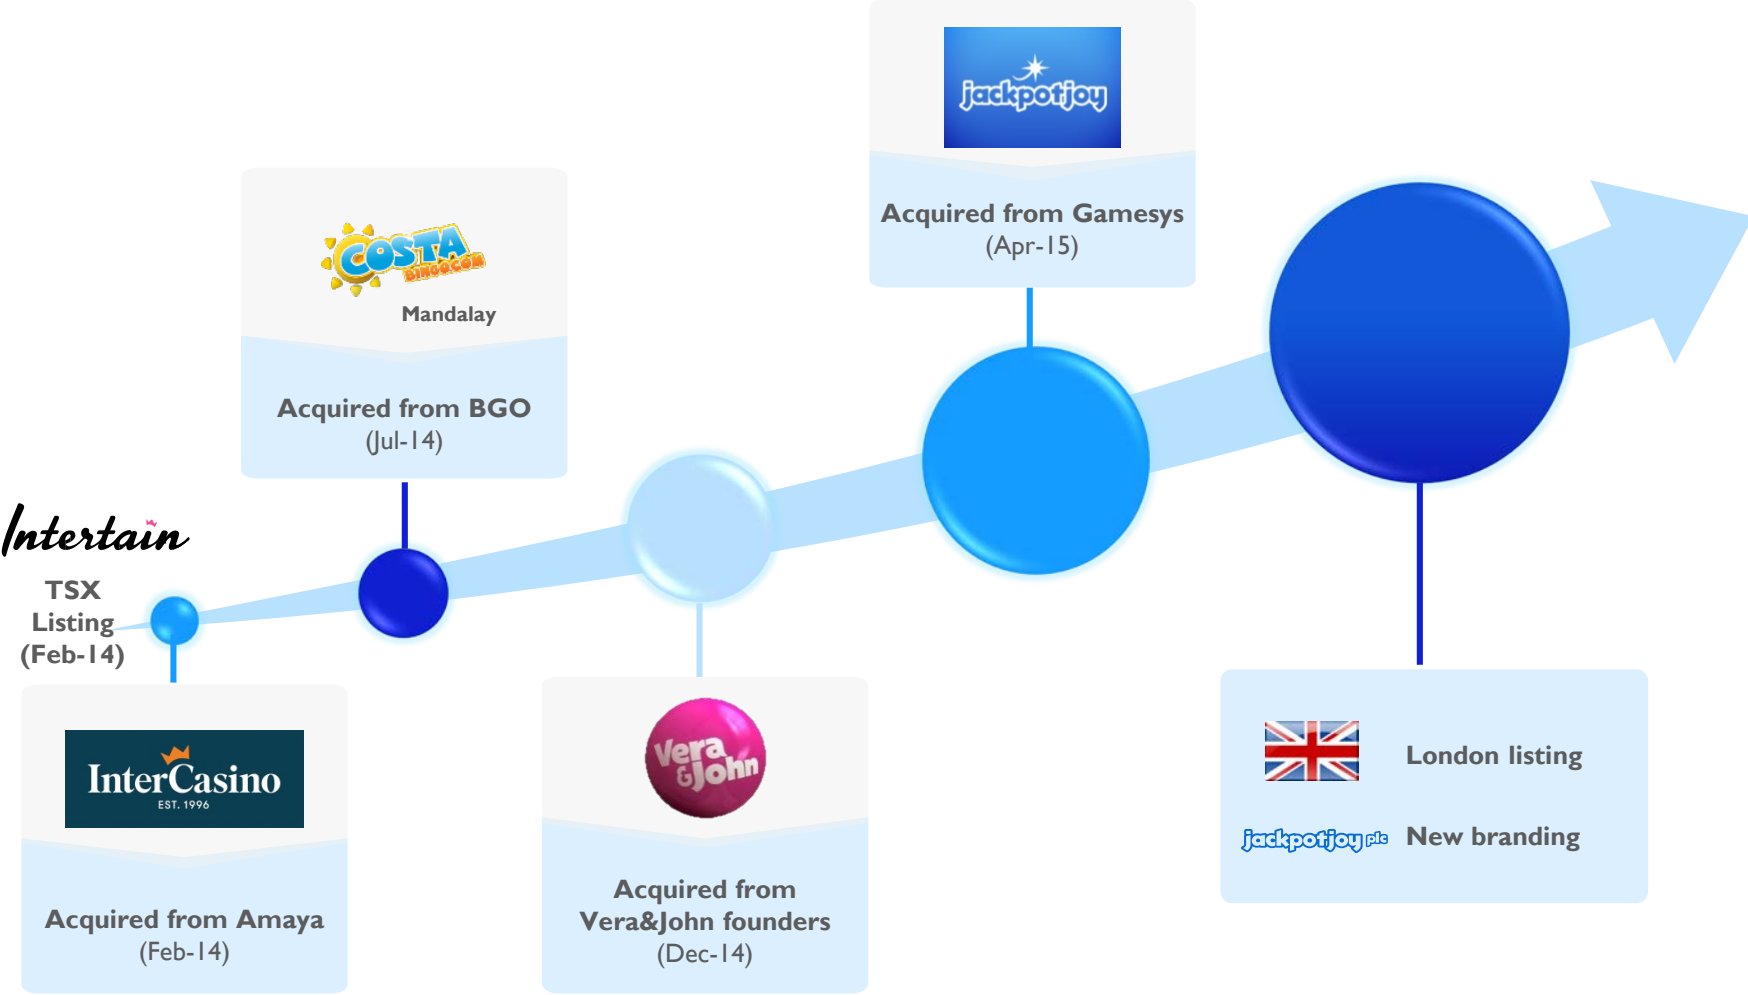 Intertain
TSX
Listing
(Feb-14)
InterCasino
EST. 1996
Acquired from Amaya
(Feb-14)
COSTA
BINGO.COM
Mandalay
Acquired from BGO
(Jul-14)
Vera
&John
Acquired from
Vera&John founders
(Dec-14)
jackpotjoy
Acquired from Gamesys
(Apr-15)
London listing
jackpotjoy plc New branding